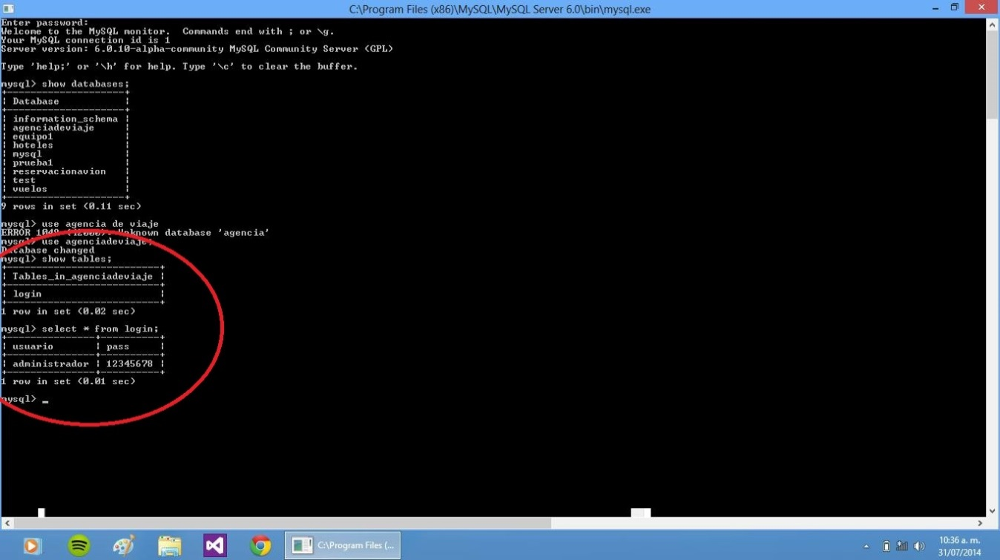 C:\Program Files (x86)\MySQL\MySQL Server 6.0\bin\mysql.exe
Enter password:
Welcome to the MySQL monitor.  Commands end with ; or \g.
Your MySQL connection id is 1
Server version: 6.0.10-alpha-community MySQL Community Server (GPL)
Type 'help;' or '\h' for help. Type '\c' to clear the buffer.
mysql> show databases;
| Database |
| information_schema |
| agenciadeviaje |
| equipo1 |
| hoteles |
| mysql |
| prueba1 |
| reservacionavion |
| test |
| vuelos |
9 rows in set (0.11 sec)
mysql> use agencia de viaje
ERROR 1049 (42000): Unknown database 'agencia'
mysql> use agenciadeviaje;
Database changed
mysql> show tables;
| Tables_in_agenciadeviaje |
| login |
1 row in set (0.02 sec)
mysql> select * from login;
| usuario | pass |
| administrador | 12345678 |
1 row in set (0.01 sec)
mysql> _
C:\Program Files (...
10:36 a. m.
31/07/2014